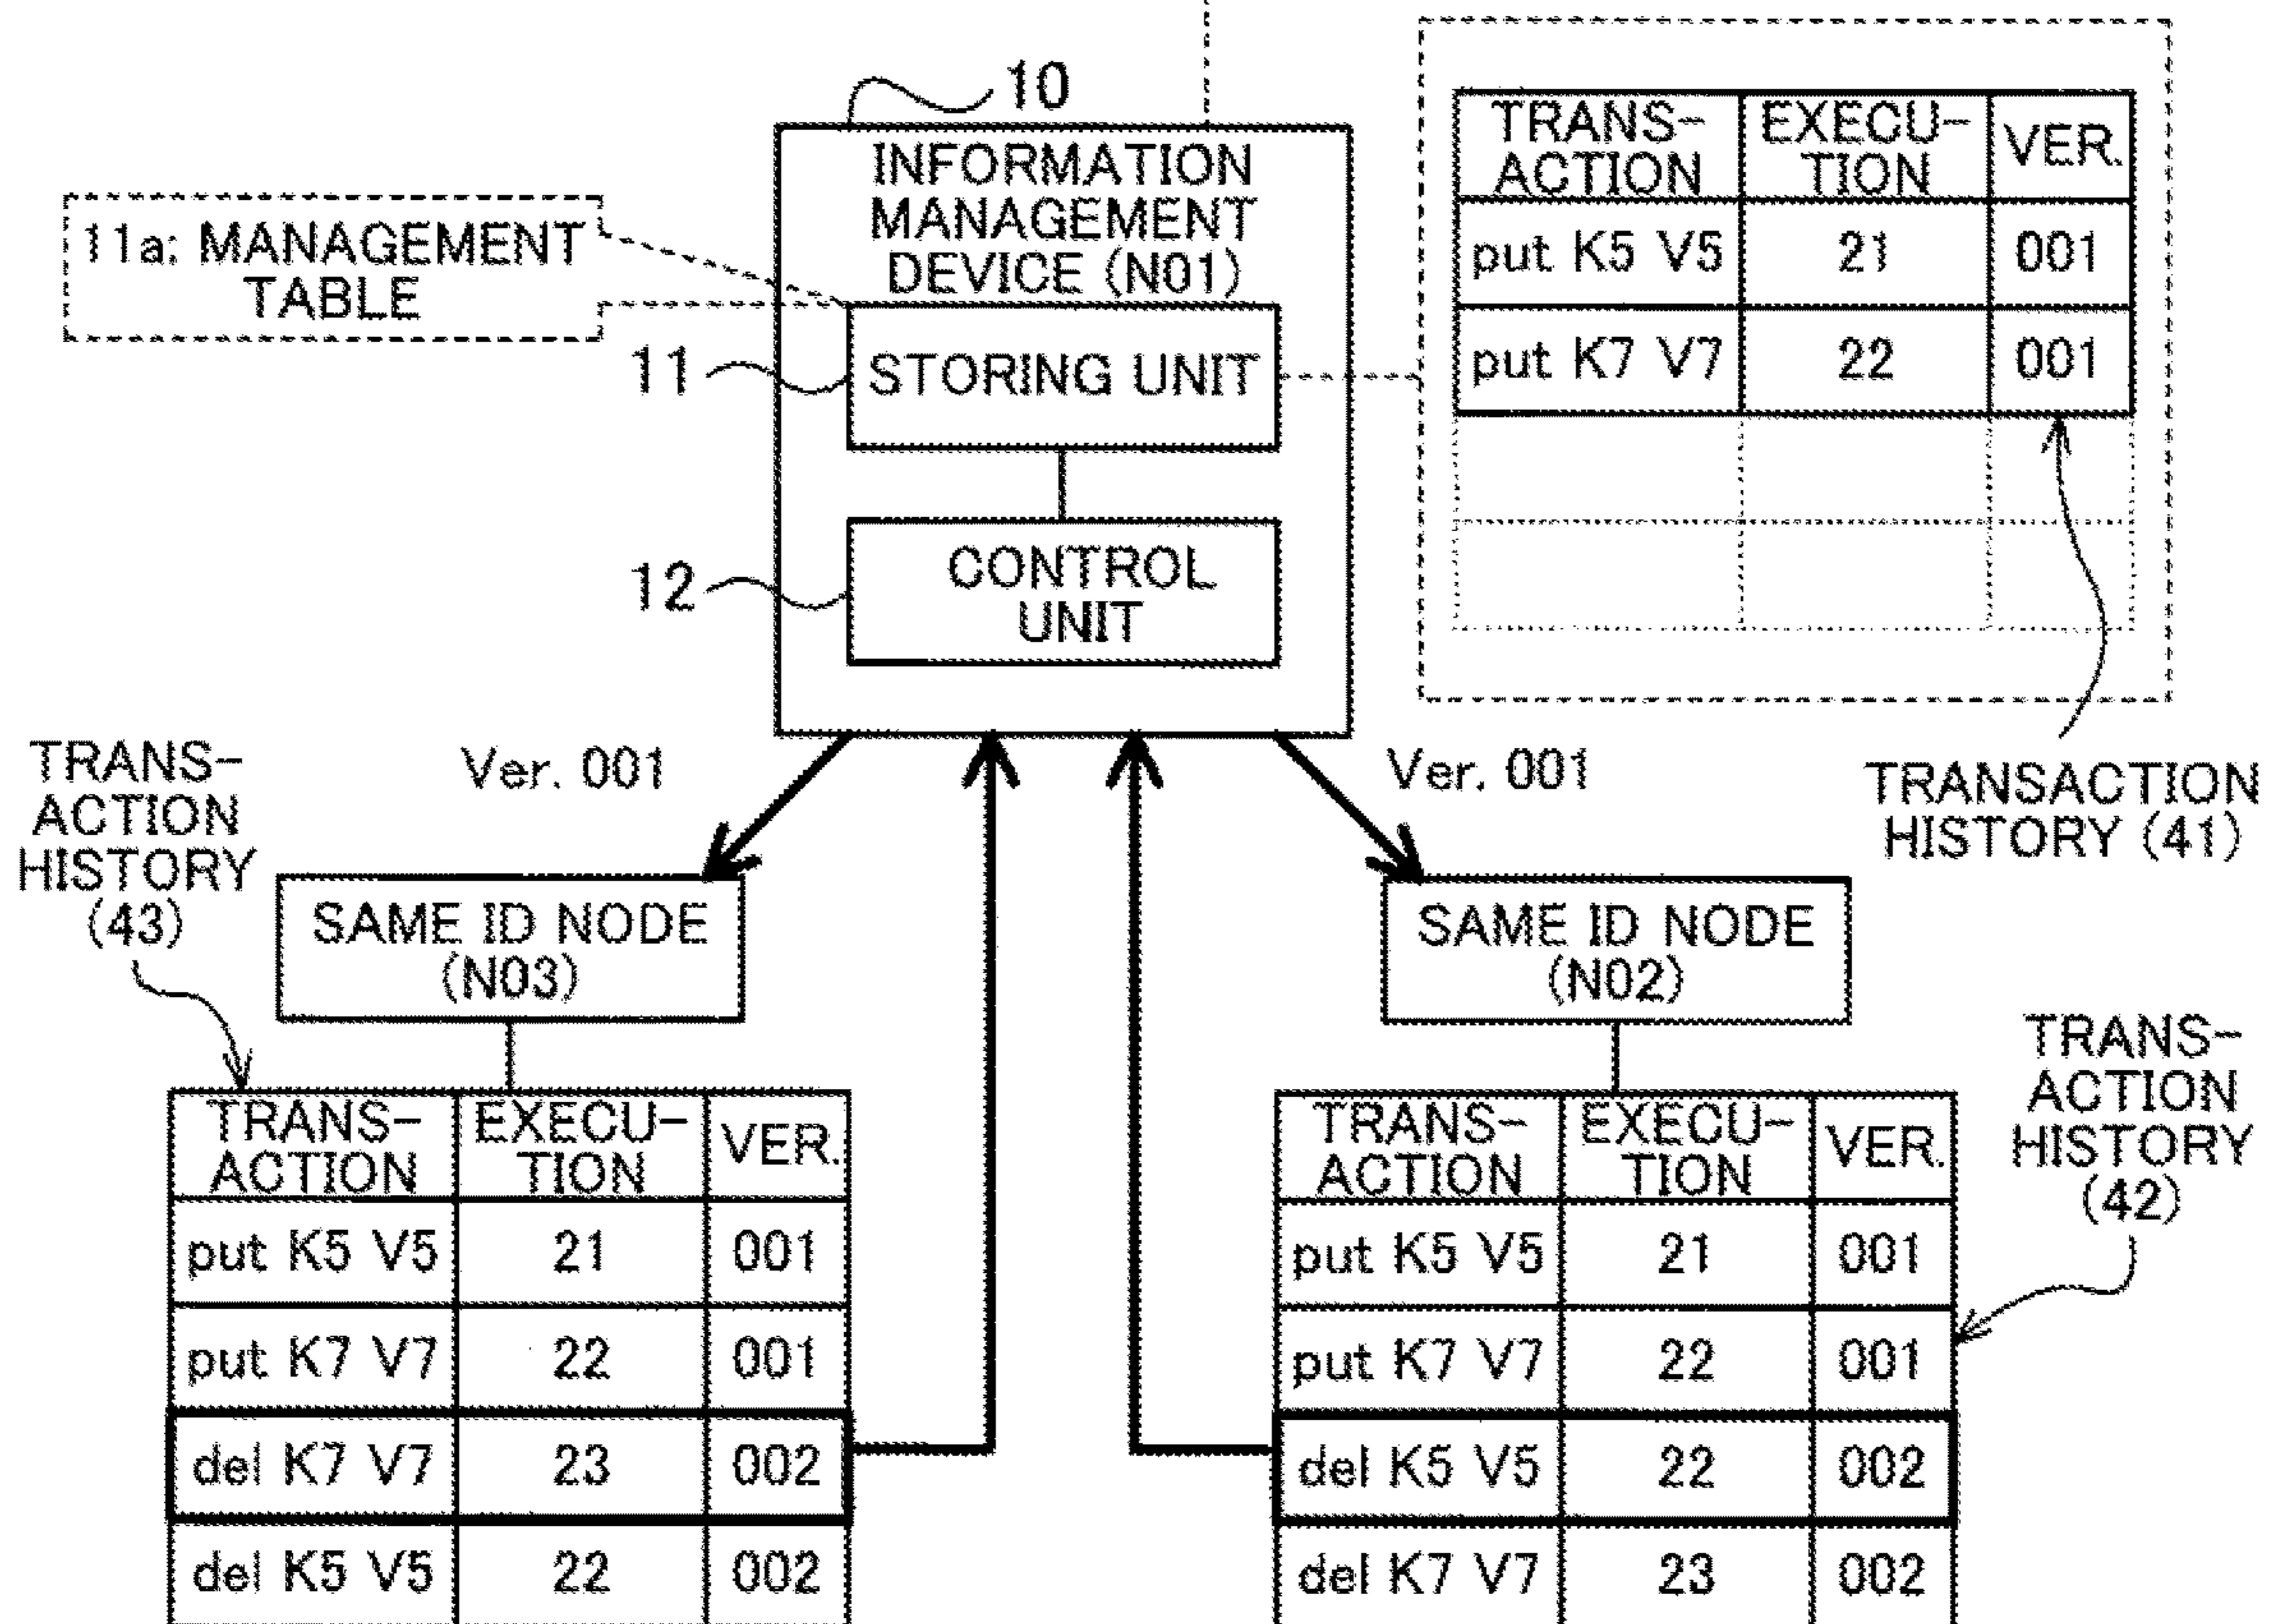 10
INFORMATION
MANAGEMENT
DEVICE (N01)
11a: MANAGEMENT
TABLE
11
STORING UNIT
12
CONTROL
UNIT
TRANS-
ACTION
EXECU-
TION
VER.
put K5 V5 21 001
put K7 V7 22 001
TRANSACTION
HISTORY (41)
Ver. 001
Ver. 001
TRANS-
ACTION
HISTORY
(43)
SAME ID NODE
(N03)
SAME ID NODE
(N02)
TRANS-
ACTION
HISTORY
(42)
TRANS-
ACTION
EXECU-
TION
VER.
put K5 V5 21 001
put K7 V7 22 001
del K7 V7 23 002
del K5 V5 22 002
TRANS-
ACTION
EXECU-
TION
VER.
put K5 V5 21 001
put K7 V7 22 001
del K5 V5 22 002
del K7 V7 23 002